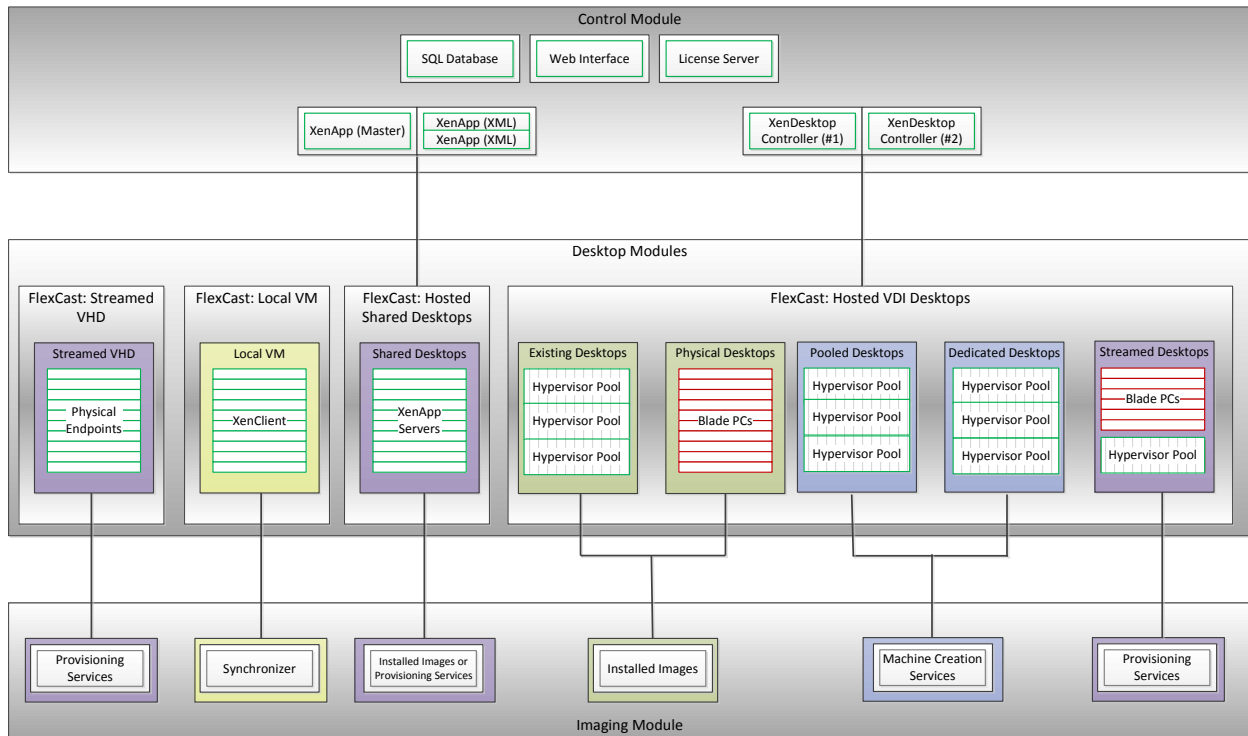 Control Module
SQL Database
Web Interface
License Server
XenApp (Master)
XenApp (XML)
XenApp (XML)
XenDesktop
Controller (#1)
XenDesktop
Controller (#2)
Desktop Modules
FlexCast: Streamed
VHD
Streamed VHD
Physical
Endpoints
FlexCast: Local VM
Local VM
XenClient
FlexCast: Hosted
Shared Desktops
Shared Desktops
XenApp
Servers
FlexCast: Hosted VDI Desktops
Existing Desktops
Hypervisor Pool
Hypervisor Pool
Hypervisor Pool
Physical Desktops
Blade PCs
Pooled Desktops
Hypervisor Pool
Hypervisor Pool
Hypervisor Pool
Dedicated Desktops
Hypervisor Pool
Hypervisor Pool
Hypervisor Pool
Streamed Desktops
Blade PCs
Hypervisor Pool
Provisioning
Services
Synchronizer
Installed Images or
Provisioning Services
Installed Images
Machine Creation
Services
Provisioning
Services
Imaging Module